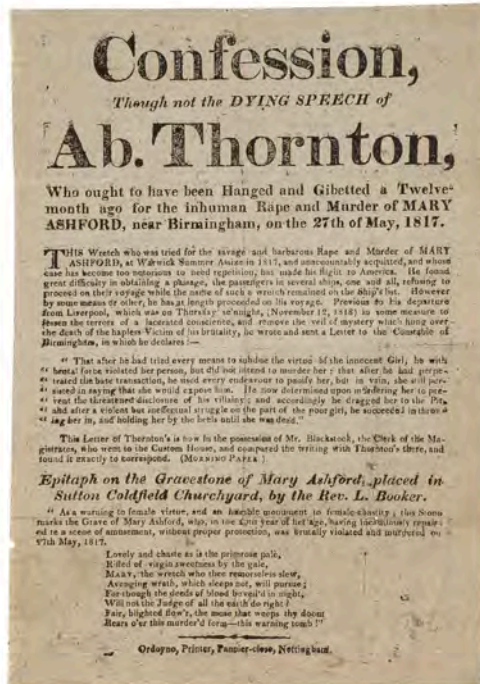 Confession,
Though not the DYING SPEECH of
Ab. Thornton,
Who ought to have been Hanged and Gibetted a Twelve-
month ago for the inhuman Rape and Murder of MARY
ASHFORD, near Birmingham, on the 27th of May, 1817.
THIS Wretch who was tried for the savage and barbarous Rape and Murder of MARY
ASHFORD, at Warwick Summer Assize in 1817, and unaccountably acquitted, and whose
case has become too notorious to need repetition, has made his flight to America. He found
great difficulty in obtaining a passage, the passengers in several ships, one and all, refusing to
proceed on their voyage while the name of such a wretch remained on the Ship's list. However
by some means or other, he has at length proceeded on his voyage. Previous to his departure
from Liverpool, which was on Thursday se'nnight, (November 12, 1818) in some measure to
lessen the terrors of a lacerated conscience, and remove the veil of mystery which hung over
the death of the hapless Victim of his brutality, he wrote and sent a Letter to the Constable of
Birmingham, in which he declares:—
" That after he had tried every means to subdue the virtue of the innocent Girl, he with
" brutal force violated her person, but did not intend to murder her; that after he had perpe-
" trated the base transaction, he used every endeavour to pacify her, but in vain, she still per-
" sisted in saying that she would expose him. He now determined upon murdering her to pre-
" vent the threatened disclosure of his villainy; and accordingly he dragged her to the Pit,
" and after a violent but ineffectual struggle on the part of the poor girl, he succeeded in throw
" ing her in, and holding her by the heels until she was dead."
This Letter of Thornton's is now in the possession of Mr. Blackstock, the Clerk of the Ma-
gistrates, who went to the Custom House, and compared the writing with Thornton's there, and
found it exactly to correspond. (MORNING PAPER)
Epitaph on the Gravestone of Mary Ashford, placed in
Sutton Coldfield Churchyard, by the Rev. L. Booker.
" As a warning to female virtue, and an humble monument to female chastity; this Stone
marks the Grave of Mary Ashford, who, in the 20th year of her age, having incautiously repair-
ed to a scene of amusement, without proper protection, was brutally violated and murdered on
27th May, 1817.
Lovely and chaste as is the primrose pale,
Rifled of virgin sweetness by the gale,
MARY, the wretch who thee remorseless slew,
Avenging wrath, which sleeps not, will pursue;
For though the deeds of blood be veil'd in night,
Will not the Judge of all the earth do right?
Fair, blighted flow'r, the muse that weeps thy doom
Rears o'er this murder'd form—this warning tomb!"
Ordoyno, Printer, Pannier-close, Nottingham.